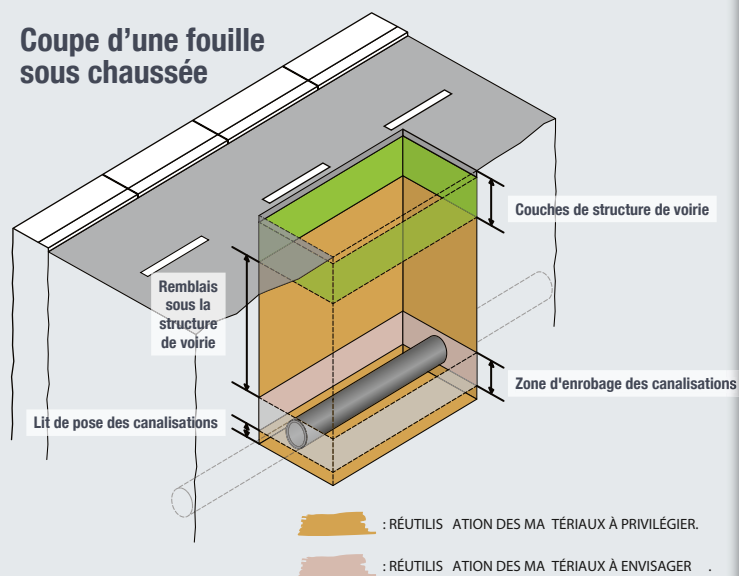 Coupe d'une fouille
sous chaussée
Couches de structure de voirie
Remblais
sous la
structure
de voirie
Zone d'enrobage des canalisations
Lit de pose des canalisations
: RÉUTILIS ATION DES MA TÉRIAUX À PRIVILÉGIER.
: RÉUTILIS ATION DES MA TÉRIAUX À ENVISAGER .